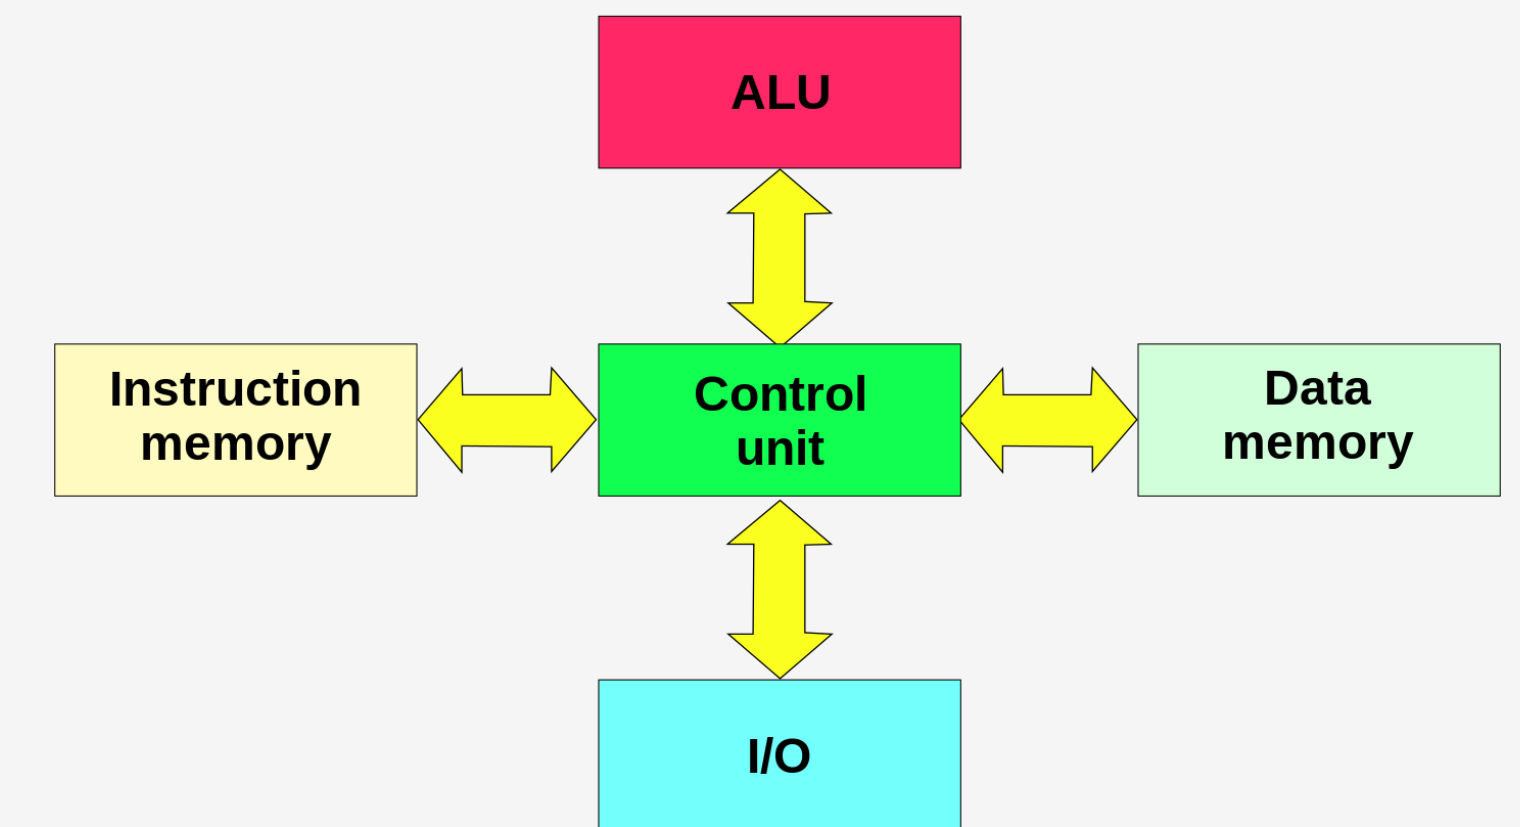 ALU
Instruction
memory
Control
unit
Data
memory
I/O